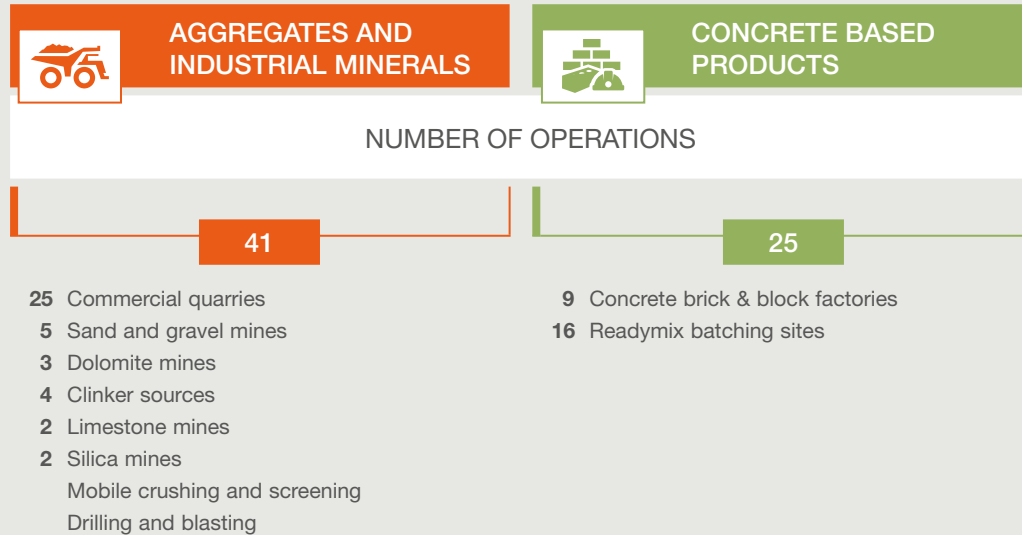 AGGREGATES AND
INDUSTRIAL MINERALS
CONCRETE BASED
PRODUCTS
NUMBER OF OPERATIONS
41
25 Commercial quarries
5 Sand and gravel mines
3 Dolomite mines
4 Clinker sources
2 Limestone mines
2 Silica mines
Mobile crushing and screening
Drilling and blasting
25
9 Concrete brick & block factories
16 Readymix batching sites